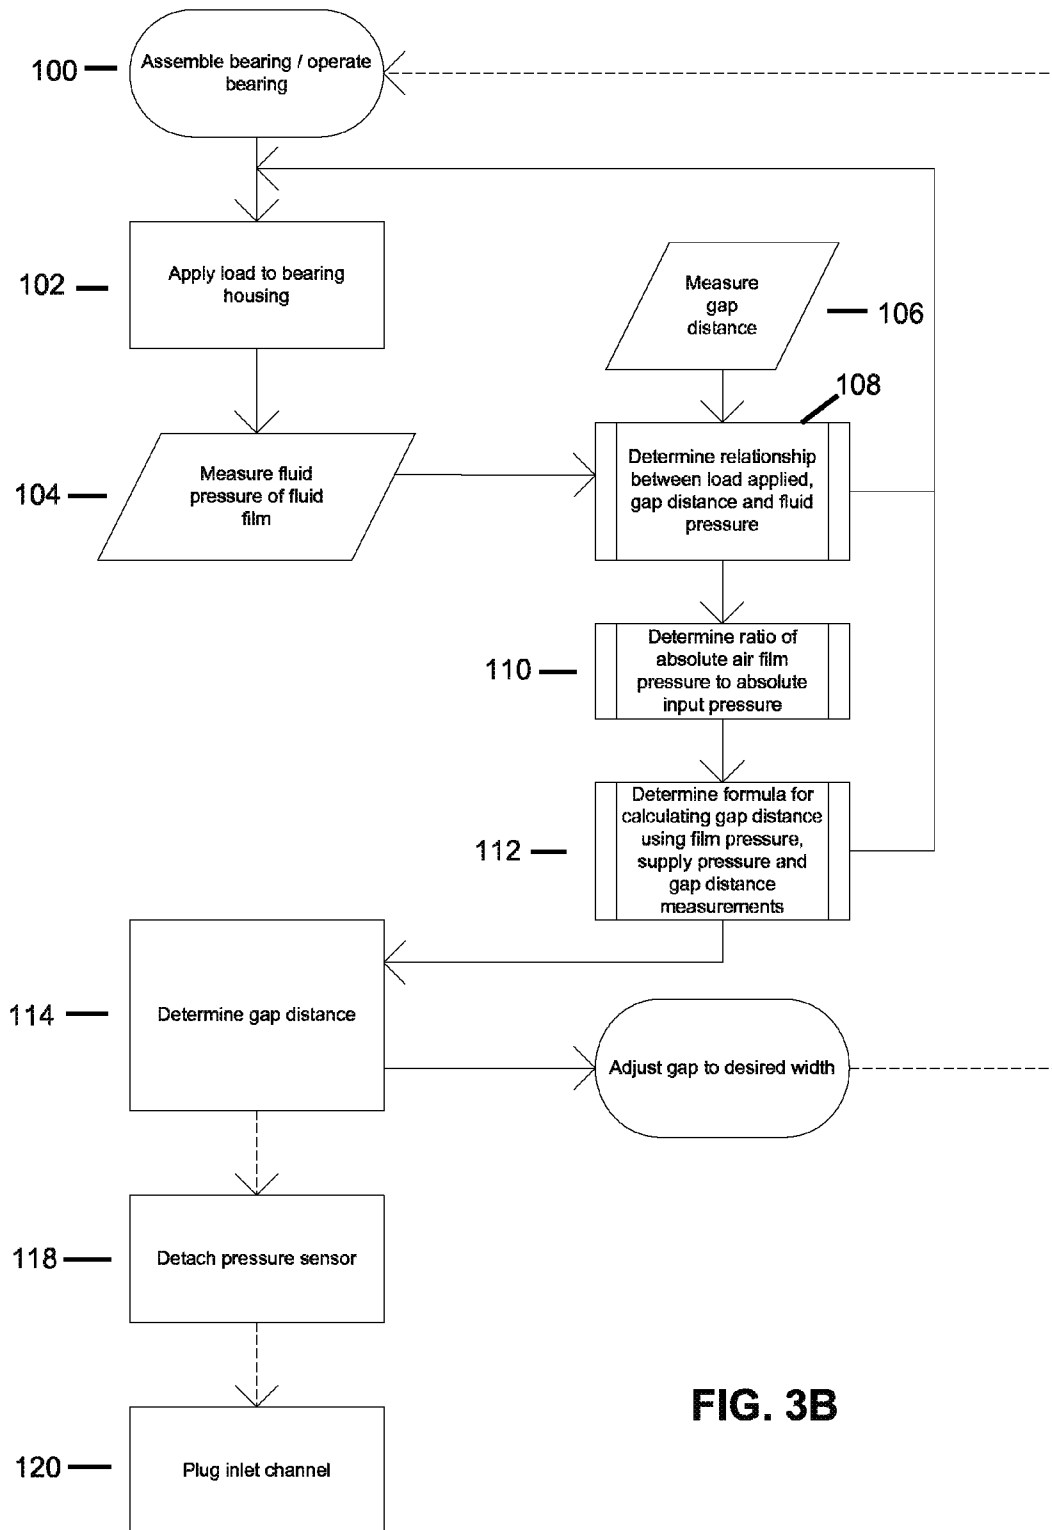 100
Assemble bearing / operate
bearing
102
Apply load to bearing
housing
Measure
gap
distance
106
108
104
Measure fluid
pressure of fluid
film
Determine relationship
between load applied,
gap distance and fluid
pressure
110
Determine ratio of
absolute air film
pressure to absolute
input pressure
112
Determine formula for
calculating gap distance
using film pressure,
supply pressure and
gap distance
measurements
114
Determine gap distance
Adjust gap to desired width
118
Detach pressure sensor
120
Plug inlet channel
FIG. 3B